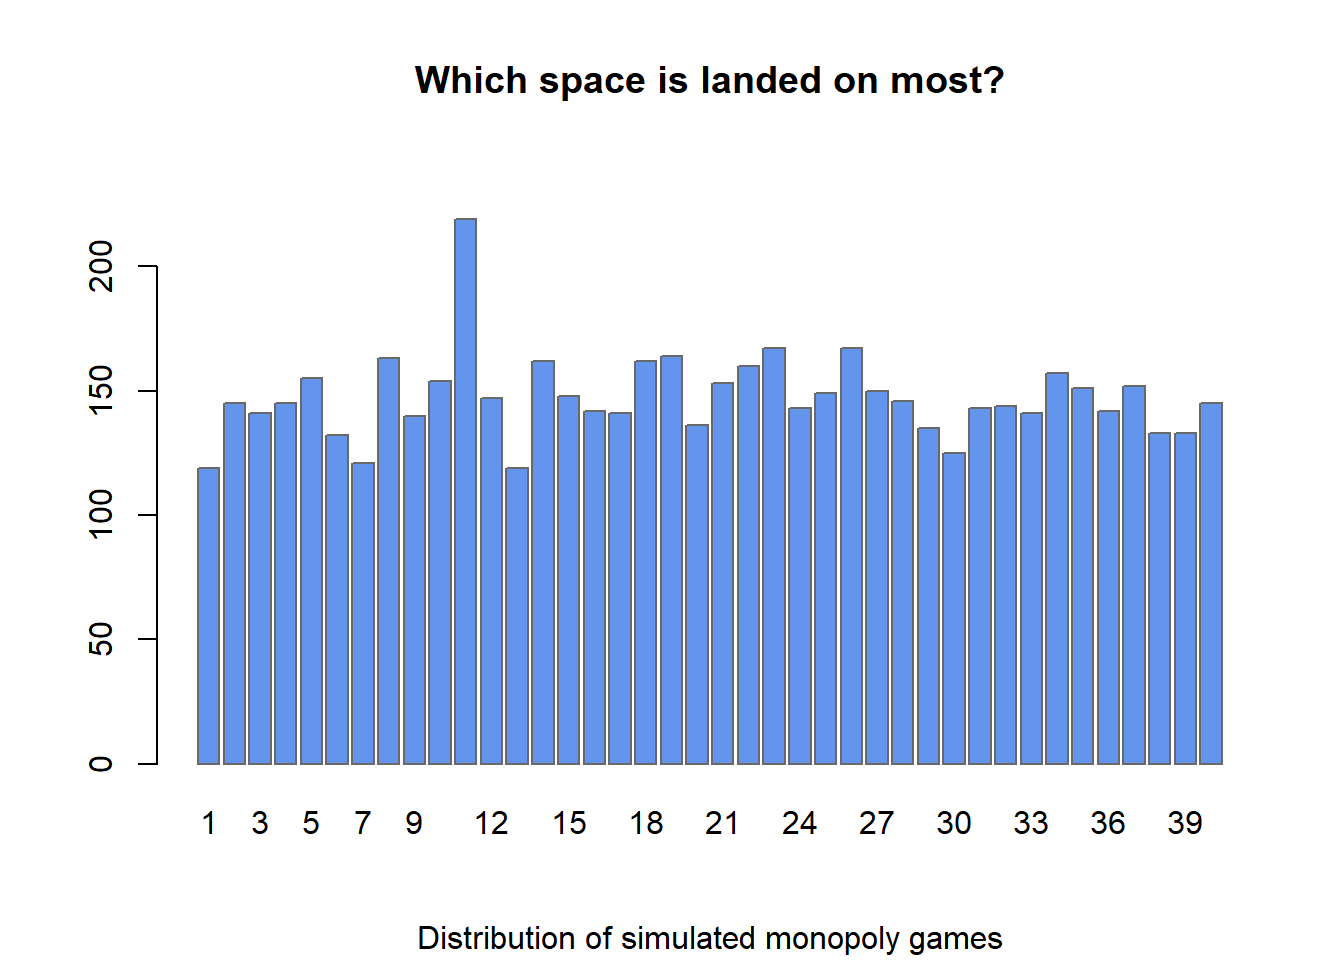 Which space is landed on most?
200
150
100
50
0
1 3 5 7 9 12 15 18 21 24 27 30 33 36 39
Distribution of simulated monopoly games